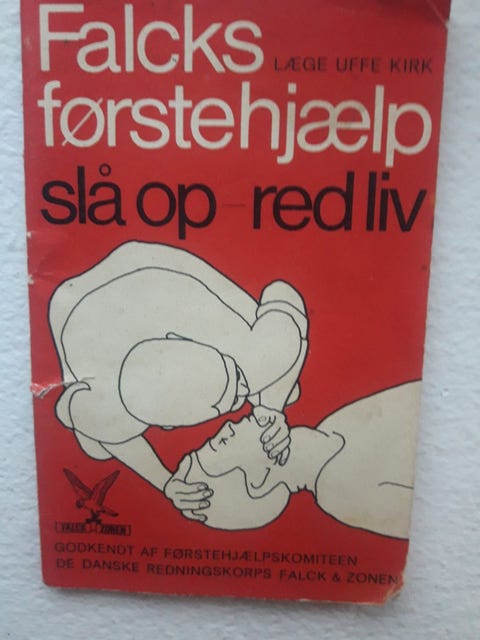 Falcks
LÆGE UFFE KIRK
førstehjælp
slå op - red liv
FALCK & ZONEN
GODKENDT AF FØRSTEHJÆLPSKOMITEEN
DE DANSKE REDNINGSKORPS FALCK & ZONEN